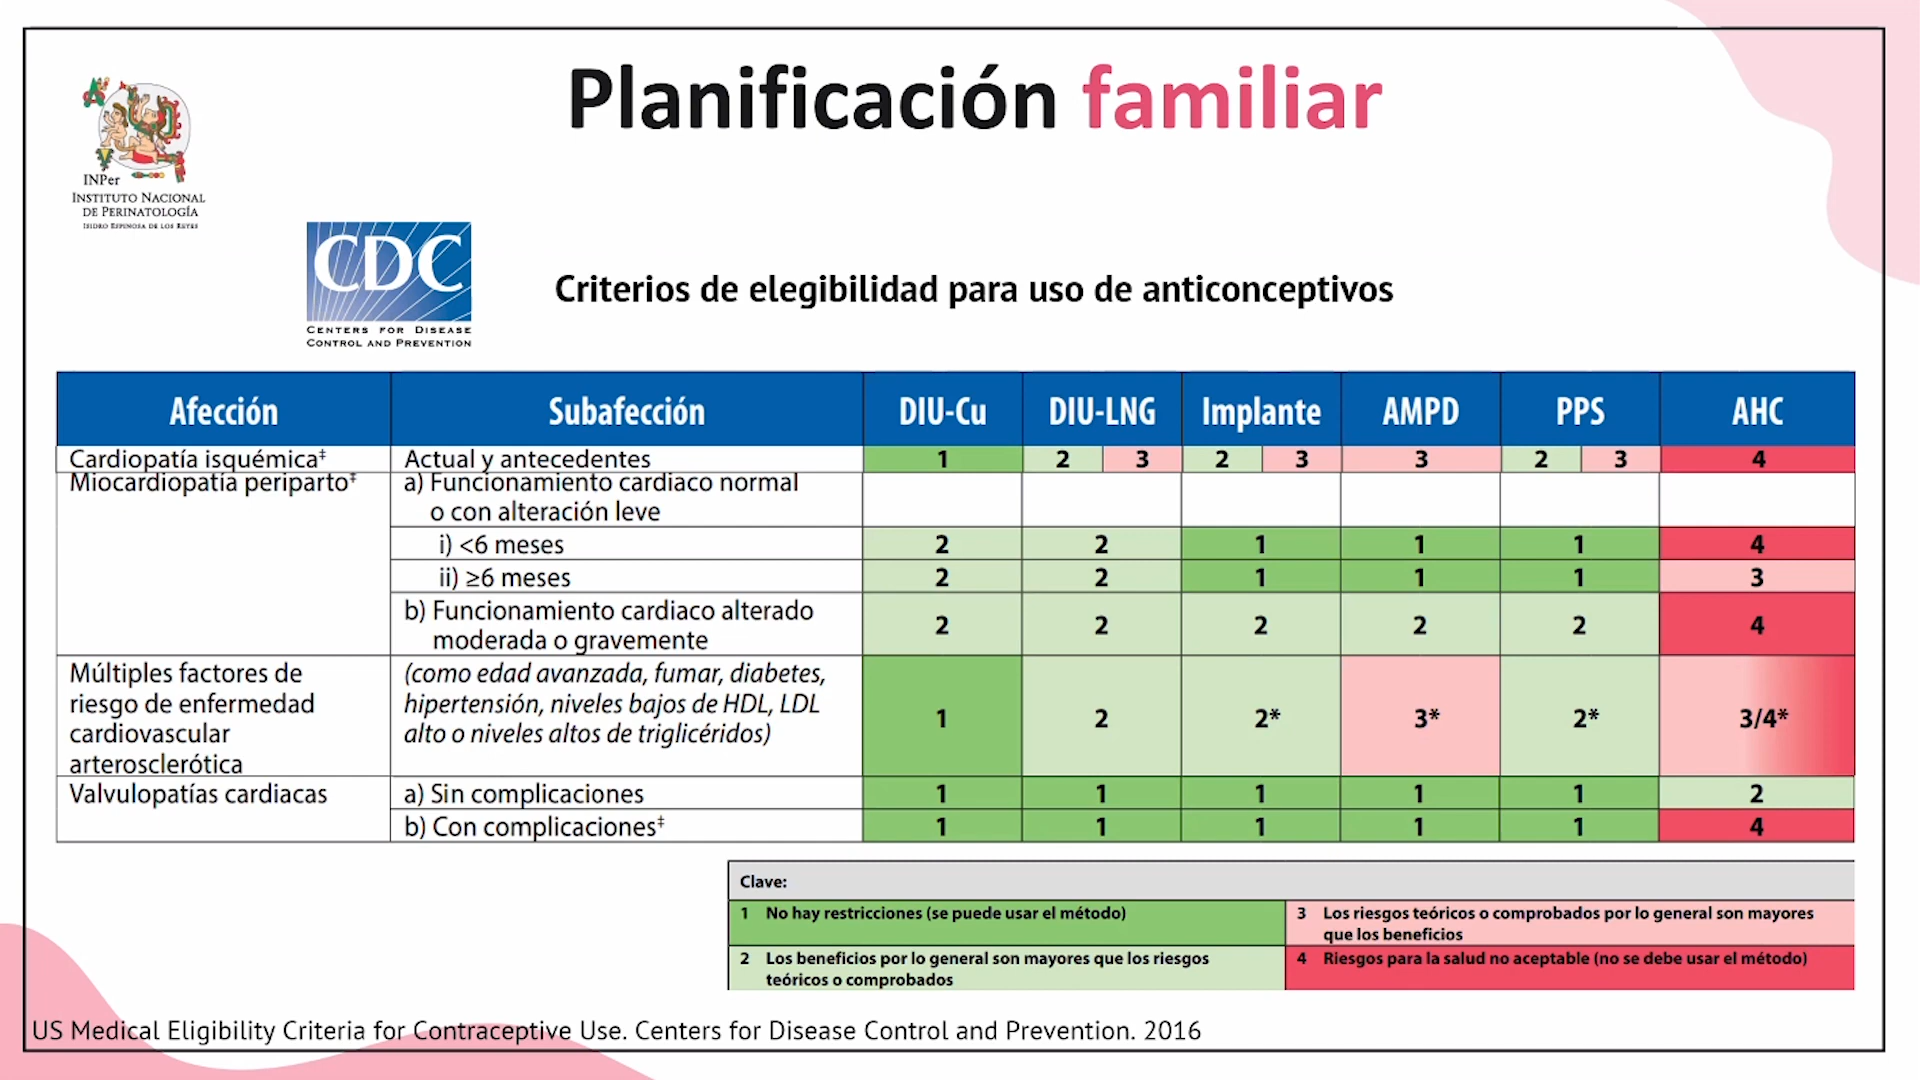 Planificación familiar
INPer
INSTITUTO NACIONAL
DE PERINATOLOGÍA
ISIDRO ESPINOSA DE LOS REYES
CDC
CENTERS FOR DISEASE
CONTROL AND PREVENTION
Criterios de elegibilidad para uso de anticonceptivos
Afección Subafección DIU-Cu DIU-LNG Implante AMPD PPS AHC
Cardiopatía isquémica‡ Actual y antecedentes 1 2 3 2 3 3 2 3 4
Miocardiopatía periparto‡ a) Funcionamiento cardiaco normal
o con alteración leve
i) <6 meses 2 2 1 1 1 4
ii) ≥6 meses 2 2 1 1 1 3
b) Funcionamiento cardiaco alterado
moderada o gravemente 2 2 2 2 2 4
Múltiples factores de (como edad avanzada, fumar, diabetes,
riesgo de enfermedad hipertensión, niveles bajos de HDL, LDL 1 2 2* 3* 2* 3/4*
cardiovascular alto o niveles altos de triglicéridos)
arterosclerótica
Valvulopatías cardiacas a) Sin complicaciones 1 1 1 1 1 2
b) Con complicaciones‡ 1 1 1 1 1 4
Clave:
1 No hay restricciones (se puede usar el método)
2 Los beneficios por lo general son mayores que los riesgos
teóricos o comprobados
3 Los riesgos teóricos o comprobados por lo general son mayores
que los beneficios
4 Riesgos para la salud no aceptable (no se debe usar el método)
US Medical Eligibility Criteria for Contraceptive Use. Centers for Disease Control and Prevention. 2016